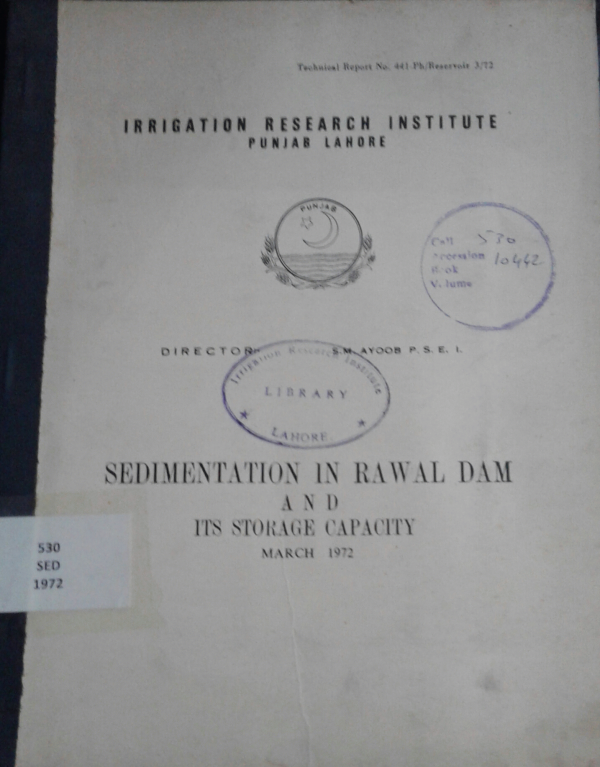 Technical Report No. 441-Ph/Reservoir 3/72
IRRIGATION RESEARCH INSTITUTE
PUNJAB LAHORE
PUNJAB
Call 530
Accession 10442
Book
Volume
DIRECTOR:- S.M. AYOOB P. S. E. I.
Irrigation Research Institute
LIBRARY
LAHORE
SEDIMENTATION IN RAWAL DAM
AND
ITS STORAGE CAPACITY
MARCH 1972
530
SED
1972